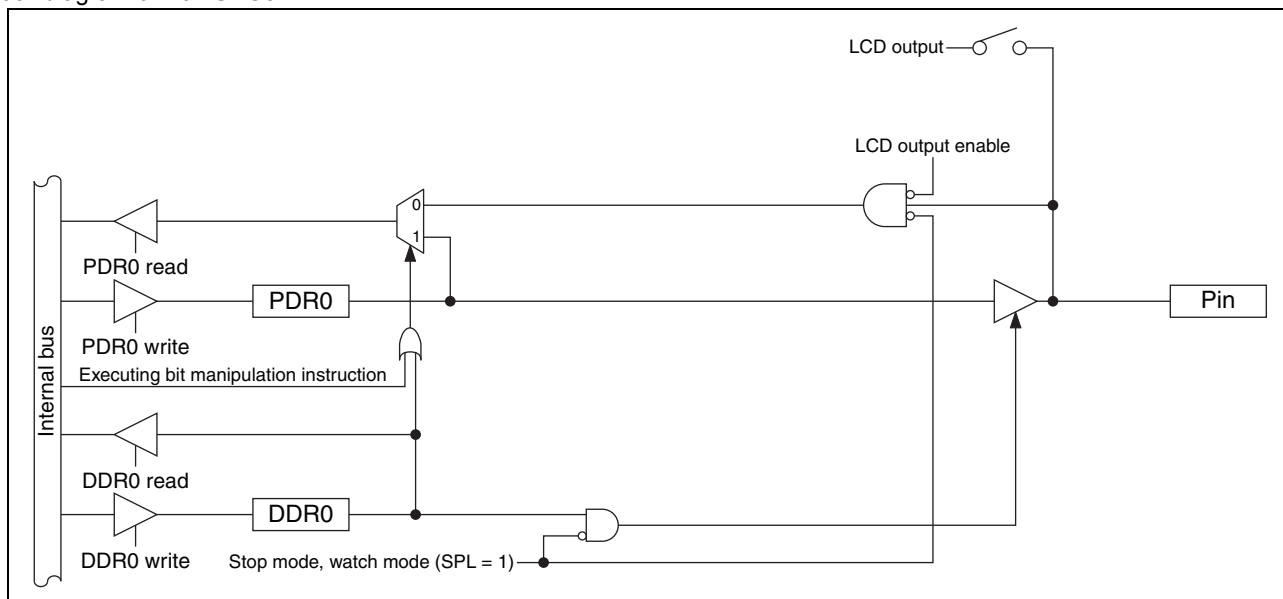 LCD output
LCD output enable
0
1
PDR0 read
PDR0
Pin
PDR0 write
Executing bit manipulation instruction
Internal bus
DDR0 read
DDR0
DDR0 write
Stop mode, watch mode (SPL = 1)